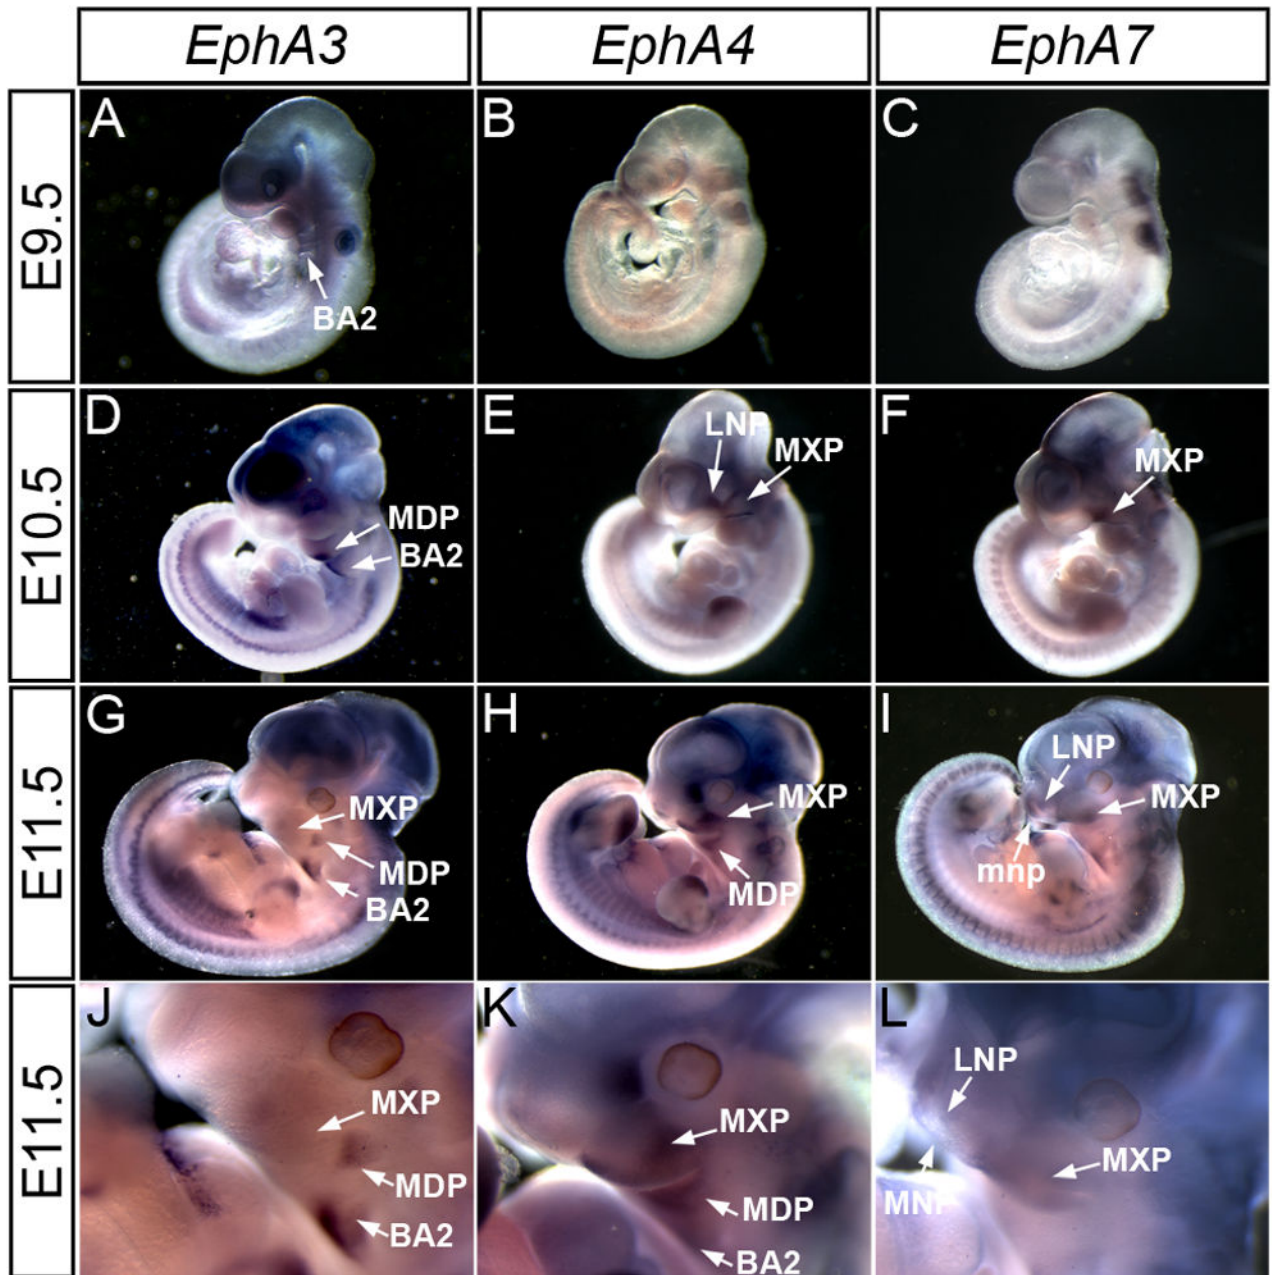 EphA3 EphA4 EphA7
E9.5
A
BA2
B
C
E10.5
D
MDP
BA2
E
LNP
MXP
F
MXP
E11.5
G
MXP
MDP
BA2
H
MXP
MDP
I
LNP
MXP
mnp
E11.5
J
MXP
MDP
BA2
K
MXP
MDP
BA2
L
LNP
MXP
MNP